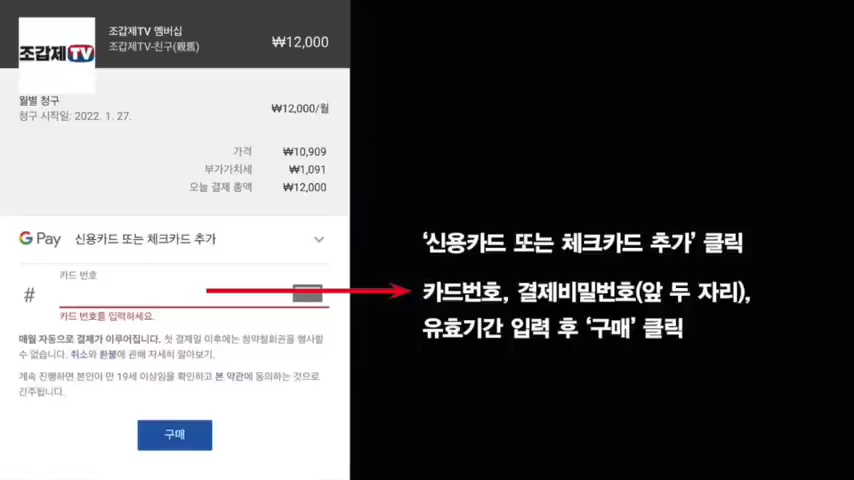 조갑제TV
조갑제TV 멤버십
조갑제TV-친구(親舊)
₩12,000
월별 청구
청구 시작일: 2022. 1. 27.
₩12,000/월
가격 ₩10,909
부가가치세 ₩1,091
오늘 결제 총액 ₩12,000
G Pay 신용카드 또는 체크카드 추가
카드 번호
#
카드 번호를 입력하세요.
매월 자동으로 결제가 이루어집니다. 첫 결제일 이후에는 청약철회권을 행사할
수 없습니다. 취소와 환불에 관해 자세히 알아보기.
계속 진행하면 본인이 만 19세 이상임을 확인하고 본 약관에 동의하는 것으로
간주됩니다.
구매
‘신용카드 또는 체크카드 추가’ 클릭
카드번호, 결제비밀번호(앞 두 자리),
유효기간 입력 후 ‘구매’ 클릭